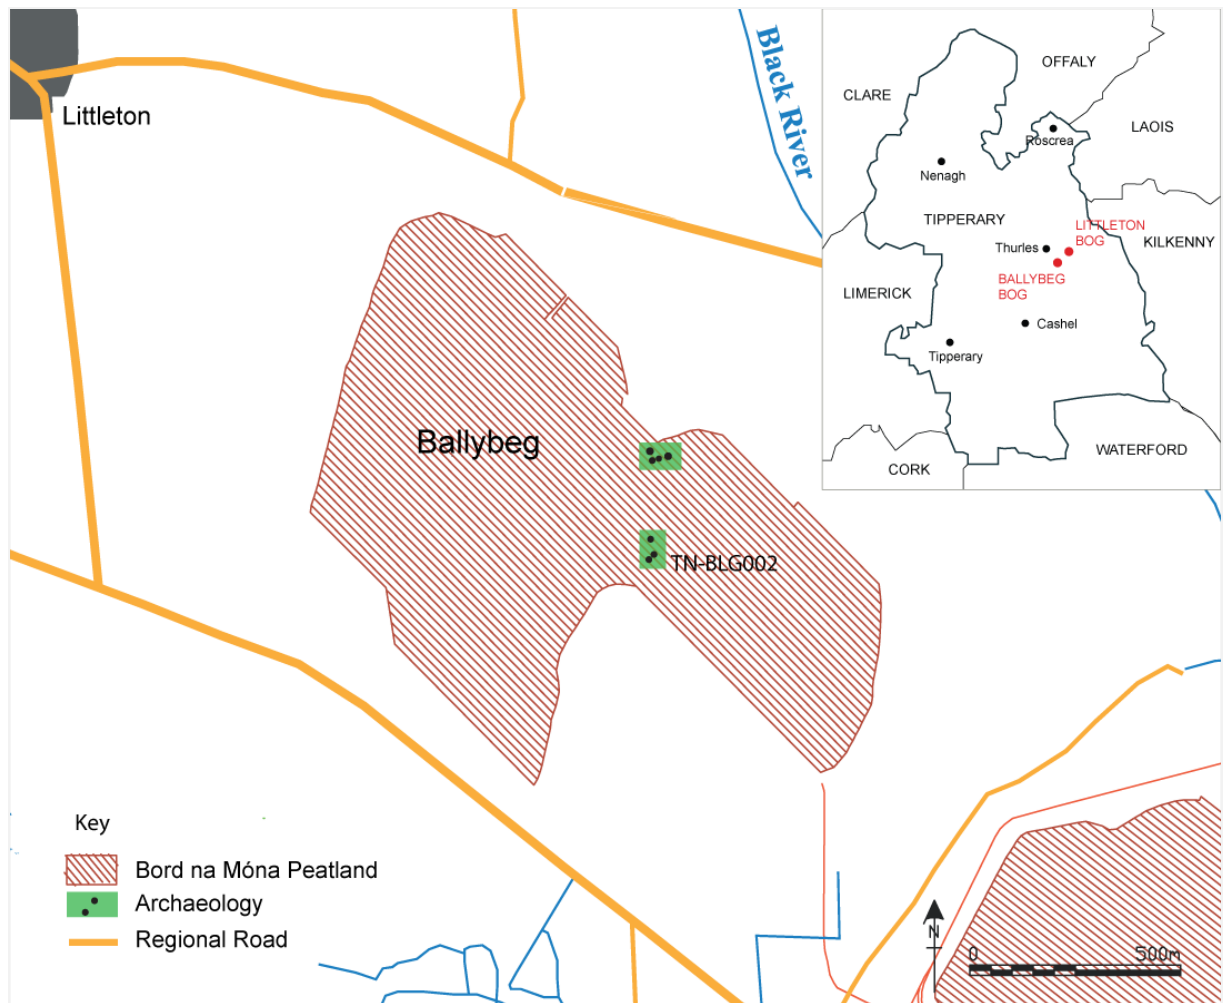 Littleton
Black River
Ballybeg
TN-BLG002
OFFALY
CLARE
LAOIS
Roscrea
Nenagh
TIPPERARY
LITTLETON
BOG
KILKENNY
Thurles
BALLYBEG
BOG
LIMERICK
Cashel
Tipperary
WATERFORD
CORK
Key
Bord na Móna Peatland
Archaeology
Regional Road
N
0 500m